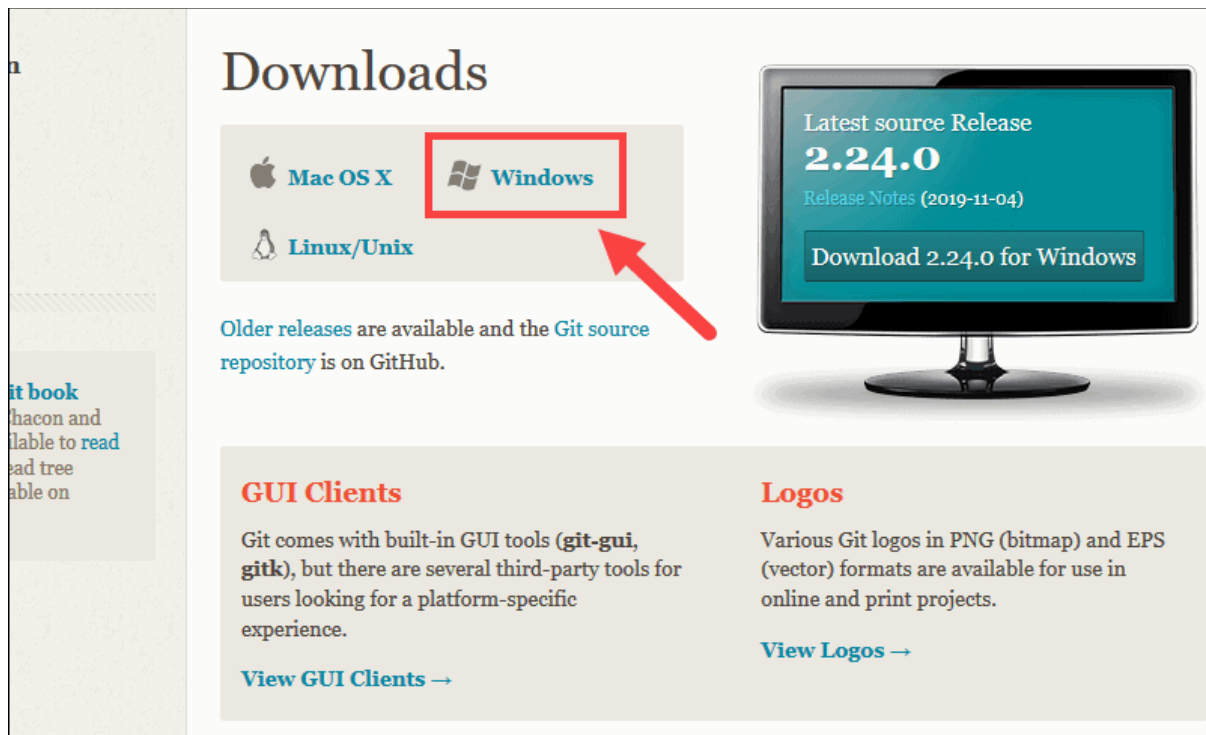 Downloads
Mac OS X
Windows
Linux/Unix
Older releases are available and the Git source
repository is on GitHub.
Latest source Release
2.24.0
Release Notes (2019-11-04)
Download 2.24.0 for Windows
it book
hacon and
ilable to read
ead tree
able on
GUI Clients
Git comes with built-in GUI tools (git-gui,
gitk), but there are several third-party tools for
users looking for a platform-specific
experience.
View GUI Clients →
Logos
Various Git logos in PNG (bitmap) and EPS
(vector) formats are available for use in
online and print projects.
View Logos →